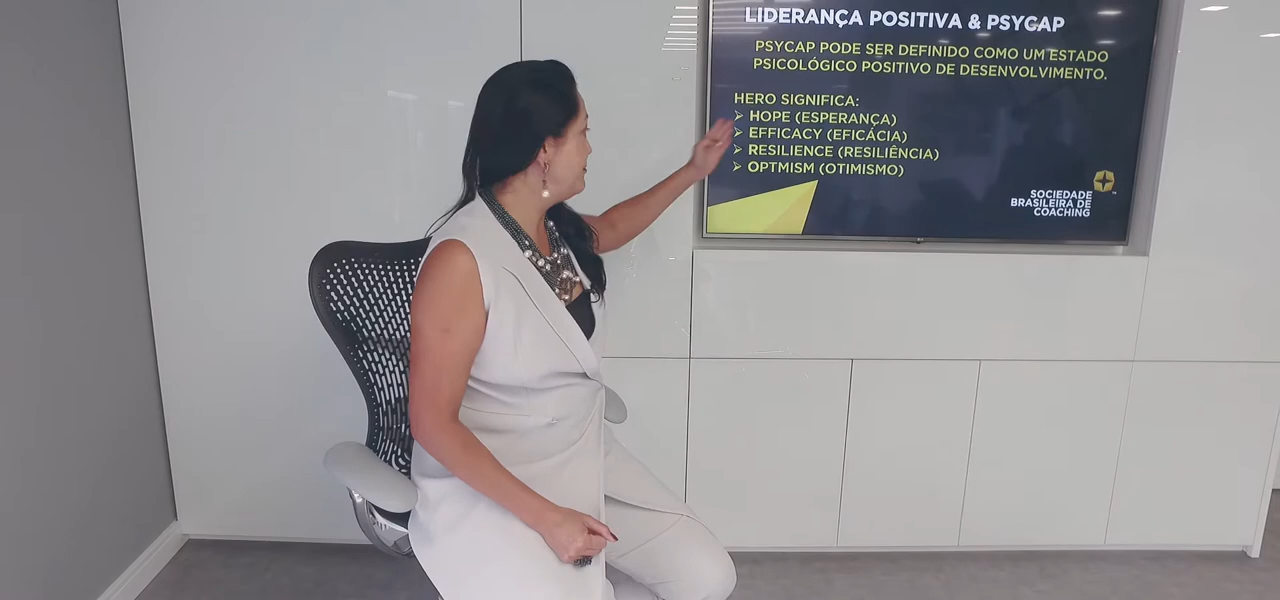 LIDERANÇA POSITIVA & PSYCAP
PSYCAP PODE SER DEFINIDO COMO UM ESTADO
PSICOLÓGICO POSITIVO DE DESENVOLVIMENTO.
HERO SIGNIFICA:
➢ HOPE (ESPERANÇA)
➢ EFFICACY (EFICÁCIA)
➢ RESILIENCE (RESILIÊNCIA)
➢ OPTMISM (OTIMISMO)
SOCIEDADE
BRASILEIRA DE
COACHING